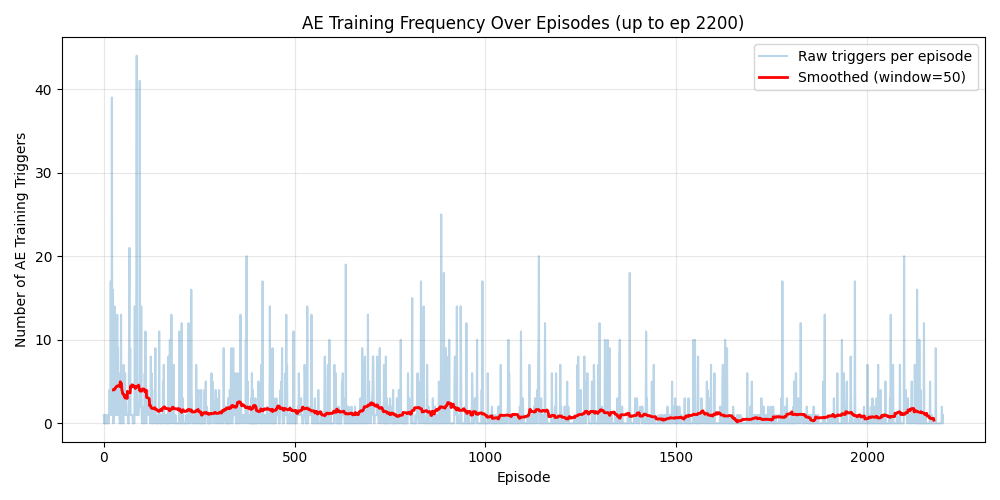 AE Training Frequency Over Episodes (up to ep 2200)
Raw triggers per episode
Smoothed (window=50)
Number of AE Training Triggers
40
30
20
10
0
0 500 1000 1500 2000
Episode